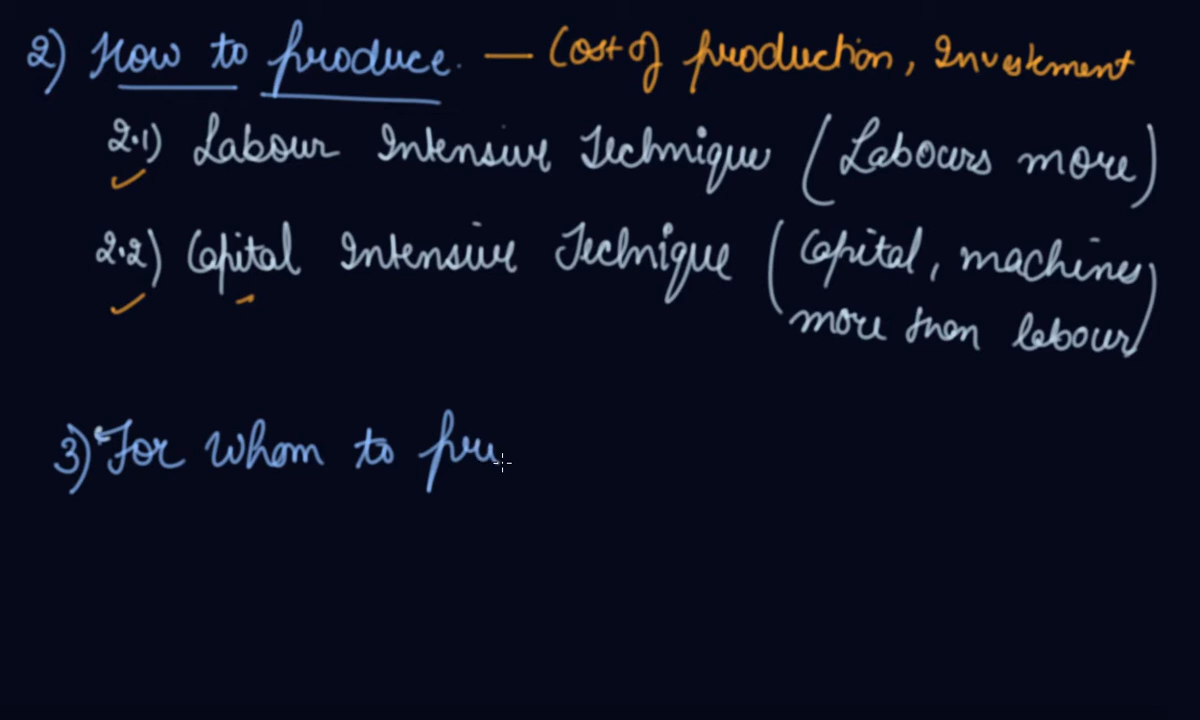 2) How to produce. — Cost of production, Investment
2.1) Labour Intensive Technique (Labours more)
2.2) Capital Intensive Technique (Capital, machines
more than labour)
3) For whom to pru